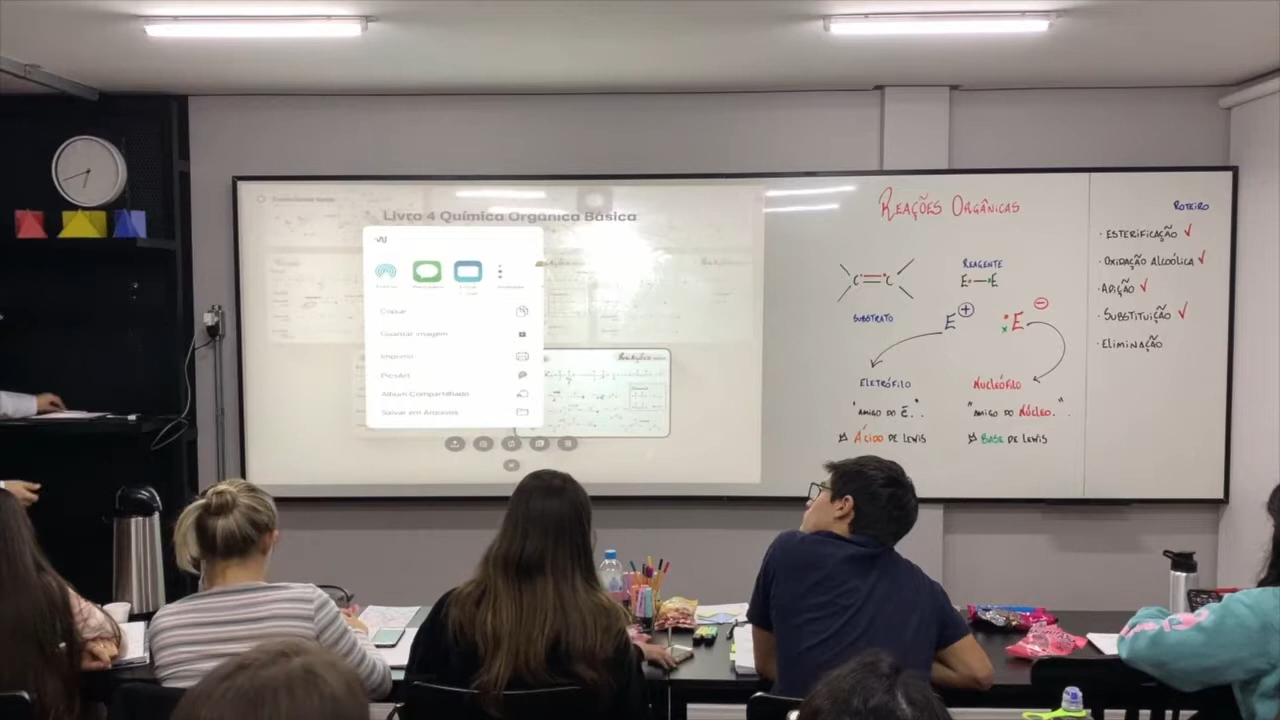 Livro 4 Química Orgânica Básica
Copiar
Guardar imagem
Imprimir
PicsArt
Álbum Compartilhado
Salvar em Arquivos
REAÇÕES ORGÂNICAS
C=C
SUBSTRATO
REAGENTE
E—E
E +
E −
ELETRÓFILO
"AMIGO DO E."
ÁCIDO DE LEWIS
NUCLEÓFILO
"AMIGO DO NÚCLEO."
BASE DE LEWIS
ROTEIRO
· ESTERIFICAÇÃO ✓
· OXIDAÇÃO ALCOÓLICA ✓
· ADIÇÃO ✓
· SUBSTITUIÇÃO ✓
· ELIMINAÇÃO